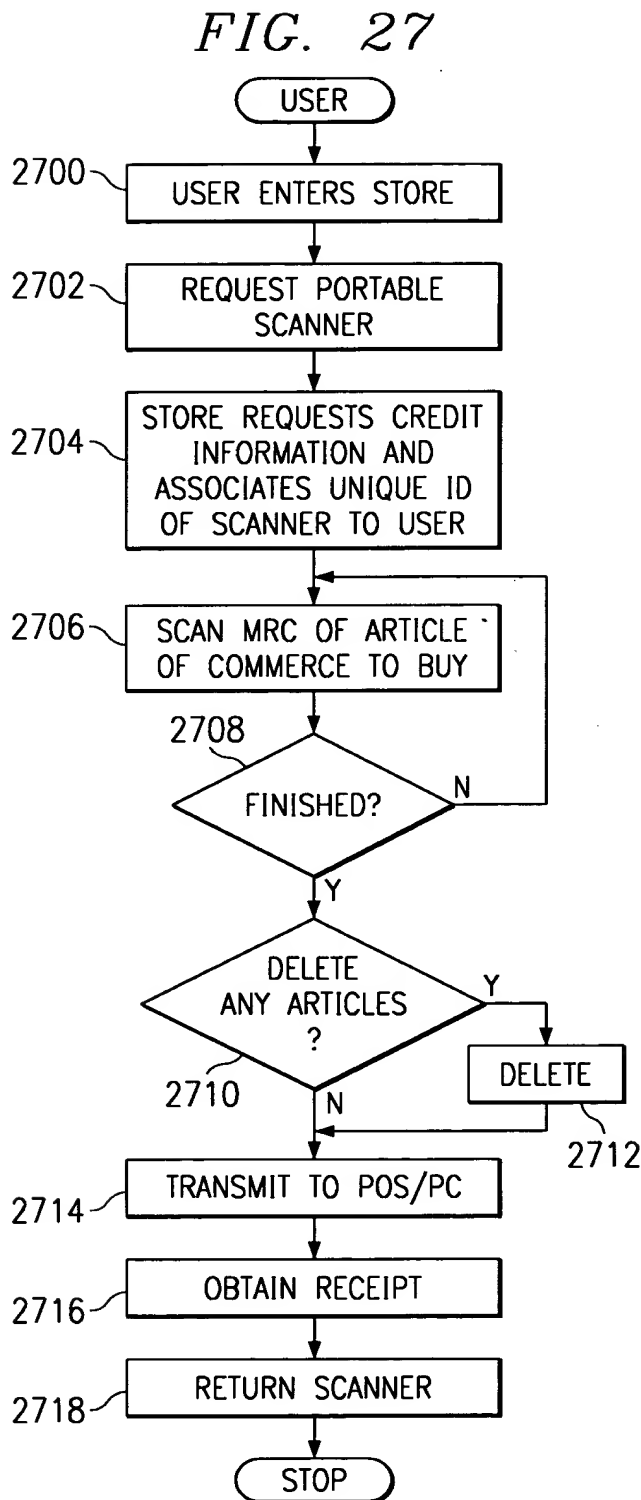 FIG. 27
USER
2700
USER ENTERS STORE
2702
REQUEST PORTABLE
SCANNER
2704
STORE REQUESTS CREDIT
INFORMATION AND
ASSOCIATES UNIQUE ID
OF SCANNER TO USER
2706
SCAN MRC OF ARTICLE
OF COMMERCE TO BUY
2708
FINISHED?
N
Y
DELETE
ANY ARTICLES
?
Y
2710
N
DELETE
2712
TRANSMIT TO POS/PC
2714
OBTAIN RECEIPT
2716
RETURN SCANNER
2718
STOP